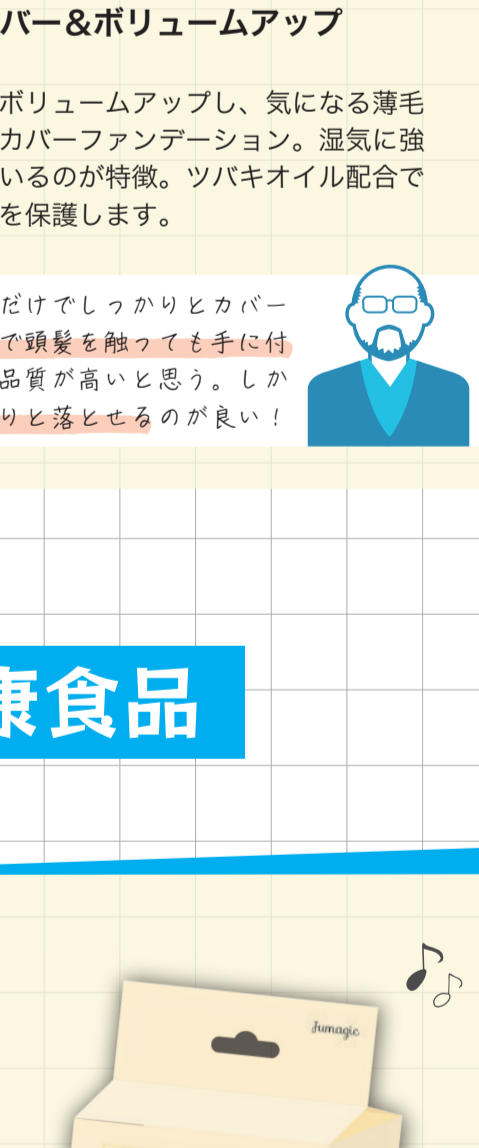 バー＆ボリュームアップ
ボリュームアップし、気になる薄毛
カバーファンデーション。湿気に強
いるのが特徴。ツバキオイル配合で
を保護します。
だけでしっかりとカバー
で頭髪を触っても手に付
品質が高いと思う。しか
りと落とせるのが良い！
康食品
Jumagic